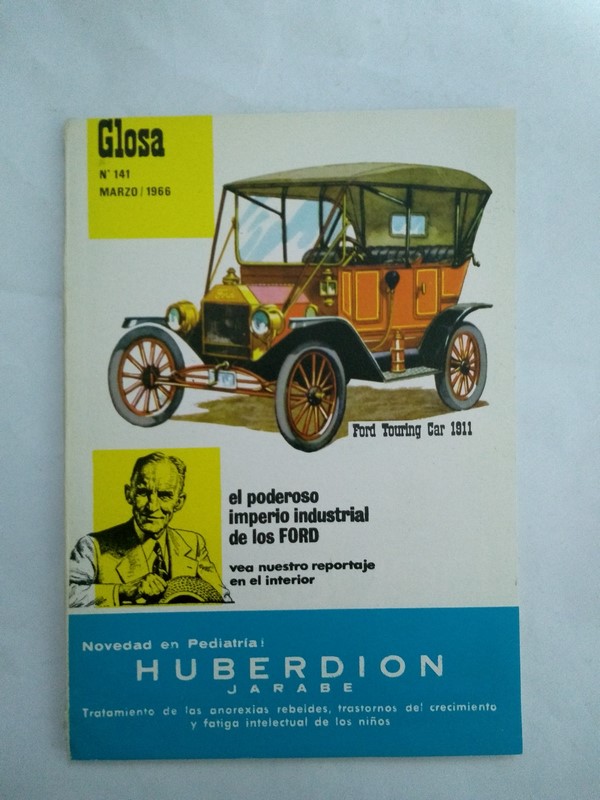 Glosa
N° 141
MARZO / 1966
Ford Touring Car 1911
el poderoso
imperio industrial
de los FORD
vea nuestro reportaje
en el interior
Novedad en Pediatría:
HUBERDION
JARABE
Tratamiento de las anorexias rebeldes, trastornos del crecimiento
y fatiga intelectual de los niños